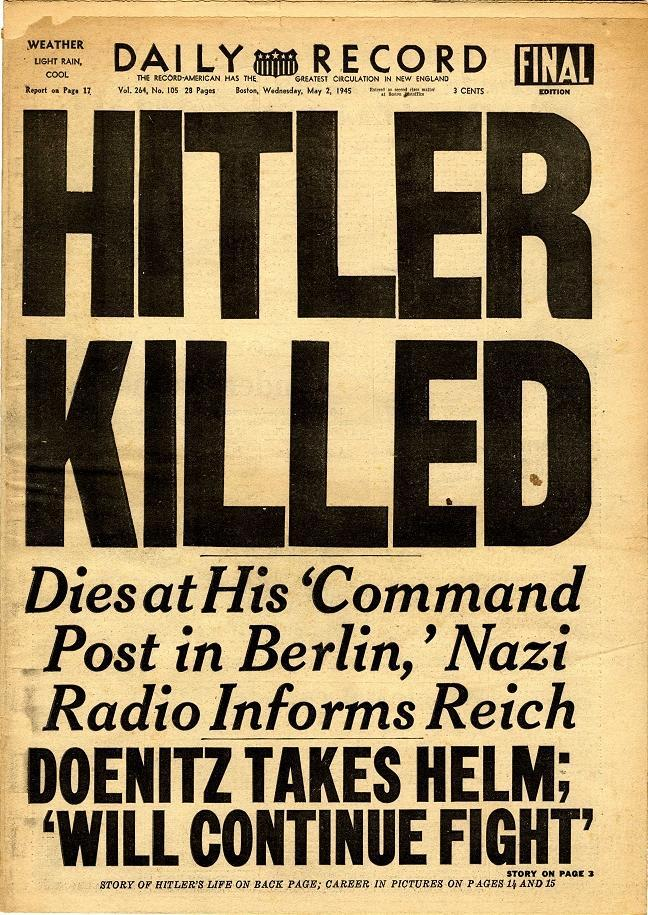 WEATHER
LIGHT RAIN,
COOL
Report on Page 17
DAILY RECORD
THE RECORD-AMERICAN HAS THE GREATEST CIRCULATION IN NEW ENGLAND
Vol. 264, No. 105 28 Pages Boston, Wednesday, May 2, 1945 Entered as second class matter at Boston Postoffice 3 CENTS
FINAL
EDITION
HITLER
KILLED
Dies at His ‘Command
Post in Berlin,’ Nazi
Radio Informs Reich
DOENITZ TAKES HELM;
‘WILL CONTINUE FIGHT’
STORY ON PAGE 3
STORY OF HITLER'S LIFE ON BACK PAGE; CAREER IN PICTURES ON PAGES 14 AND 15